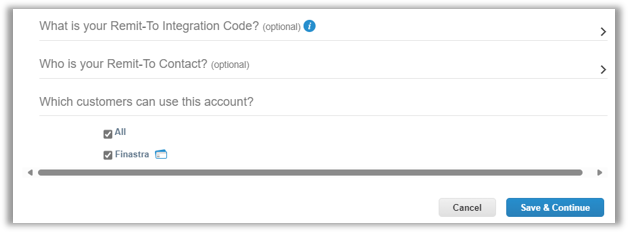 What is your Remit-To Integration Code? (optional) i
Who is your Remit-To Contact? (optional)
Which customers can use this account?
All
Finastra
Cancel Save & Continue